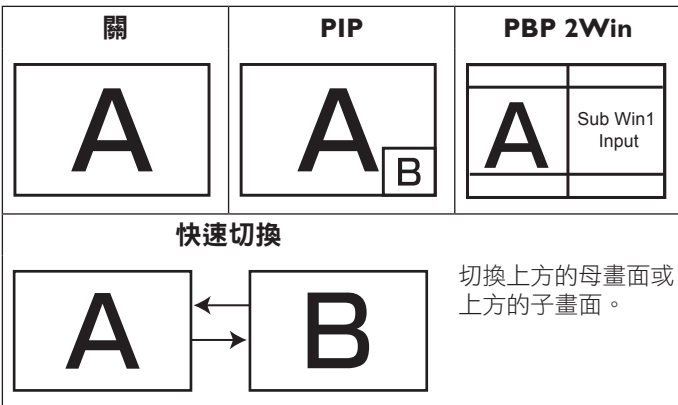 關 PIP PBP 2Win
A
A
B
A
Sub Win1
Input
快速切換
A B
切換上方的母畫面或
上方的子畫面。